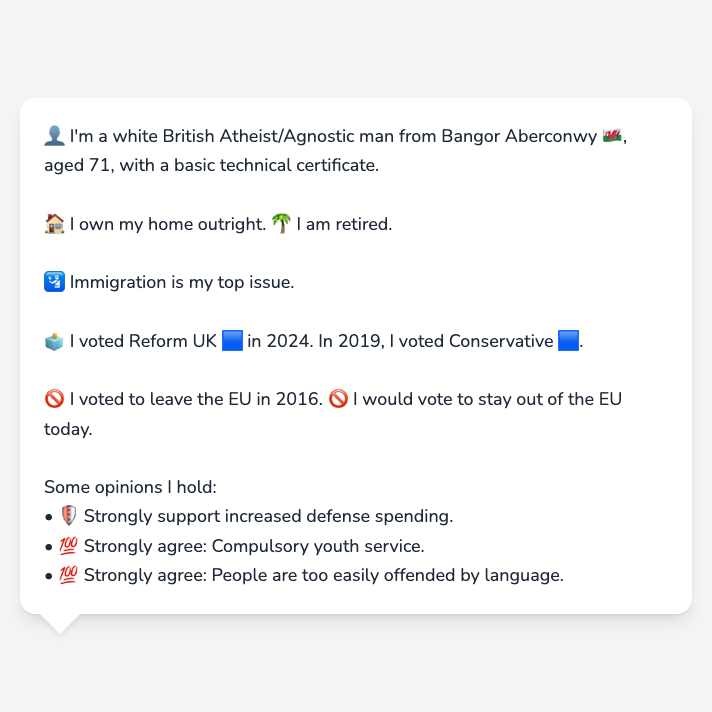 👤 I'm a white British Atheist/Agnostic man from Bangor Aberconwy 🏴󠁧󠁢󠁷󠁬󠁳󠁿,
aged 71, with a basic technical certificate.
🏠 I own my home outright. 🌴 I am retired.
🛂 Immigration is my top issue.
🗳️ I voted Reform UK 🟦 in 2024. In 2019, I voted Conservative 🟦.
🚫 I voted to leave the EU in 2016. 🚫 I would vote to stay out of the EU
today.
Some opinions I hold:
• 🛡️ Strongly support increased defense spending.
• 💯 Strongly agree: Compulsory youth service.
• 💯 Strongly agree: People are too easily offended by language.